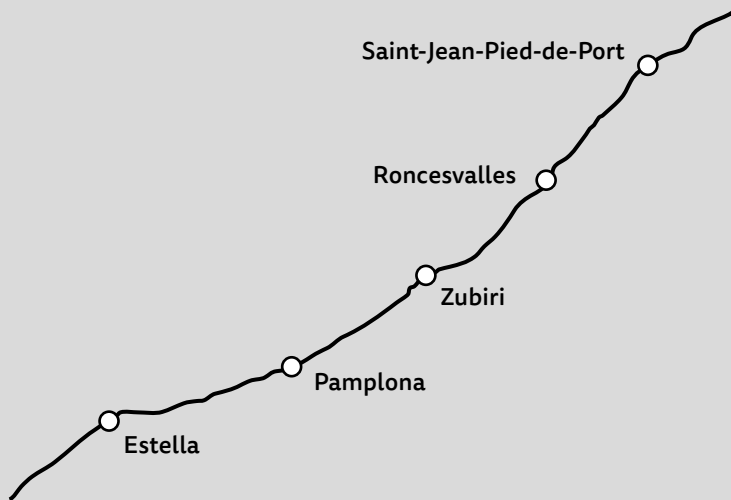 Saint-Jean-Pied-de-Port
Roncesvalles
Zubiri
Pamplona
Estella